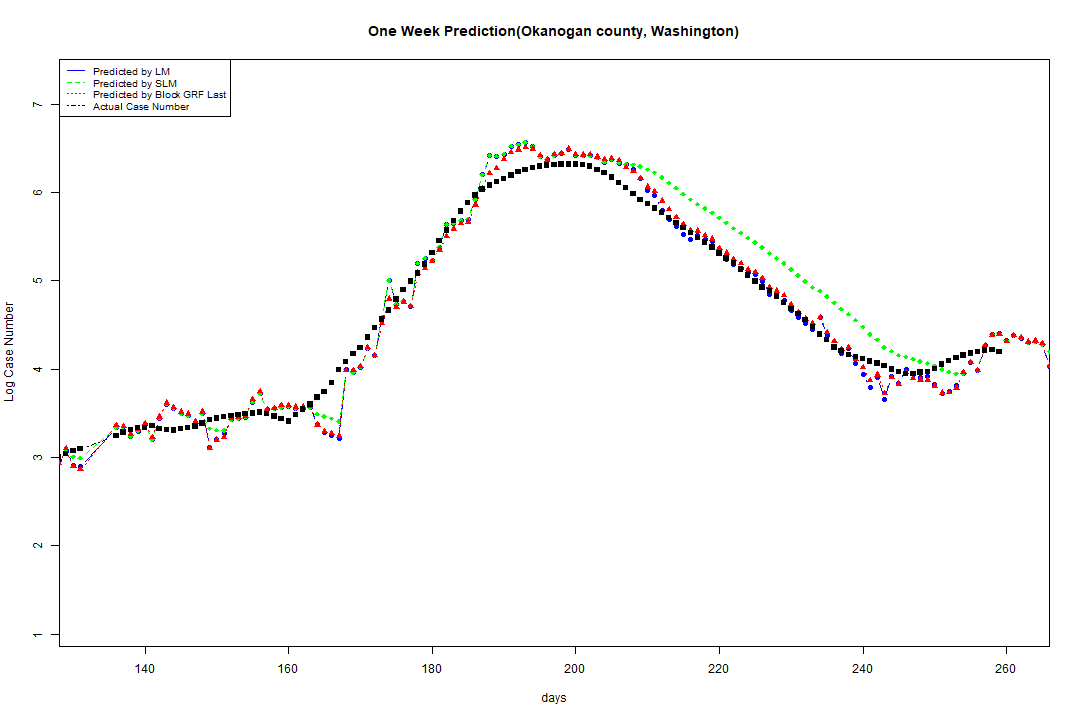 One Week Prediction(Okanogan county, Washington)
Predicted by LM
Predicted by SLM
Predicted by Block GRF Last
Actual Case Number
7
6
5
4
3
2
1
Log Case Number
140 160 180 200 220 240 260
days